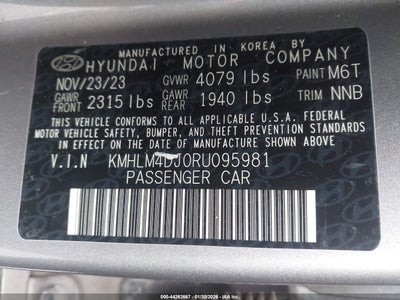 MANUFACTURED IN KOREA BY
HYUNDAI MOTOR COMPANY
NOV/23/23 GVWR 4079 lbs PAINT M6T
GAWR FRONT 2315 lbs GAWR REAR 1940 lbs TRIM NNB
THIS VEHICLE CONFORMS TO ALL APPLICABLE U.S.A. FEDERAL
MOTOR VEHICLE SAFETY, BUMPER, AND THEFT PREVENTION
STANDARDS IN EFFECT ON THE DATE OF MANUFACTURE SHOWN ABOVE.
V.I.N KMHLM4DJ0RU095981
PASSENGER CAR
000-44262667 - 01/30/2026 - IAA Inc.